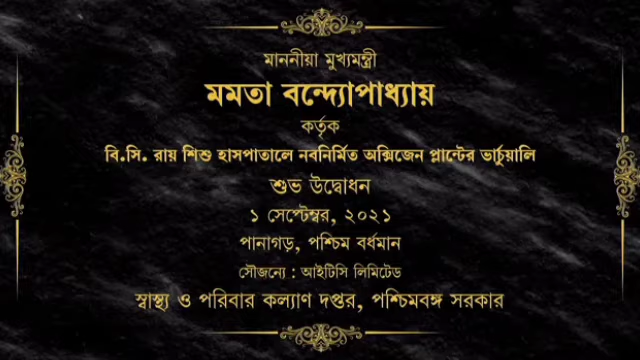 মাননীয়া মুখ্যমন্ত্রী
মমতা বন্দ্যোপাধ্যায়
কর্তৃক
বি.সি. রায় শিশু হাসপাতালে নবনির্মিত অক্সিজেন প্লান্টের ভার্চুয়ালি
শুভ উদ্বোধন
১ সেপ্টেম্বর, ২০২১
পানাগড়, পশ্চিম বর্ধমান
সৌজন্যে : আইটিসি লিমিটেড
স্বাস্থ্য ও পরিবার কল্যাণ দপ্তর, পশ্চিমবঙ্গ সরকার